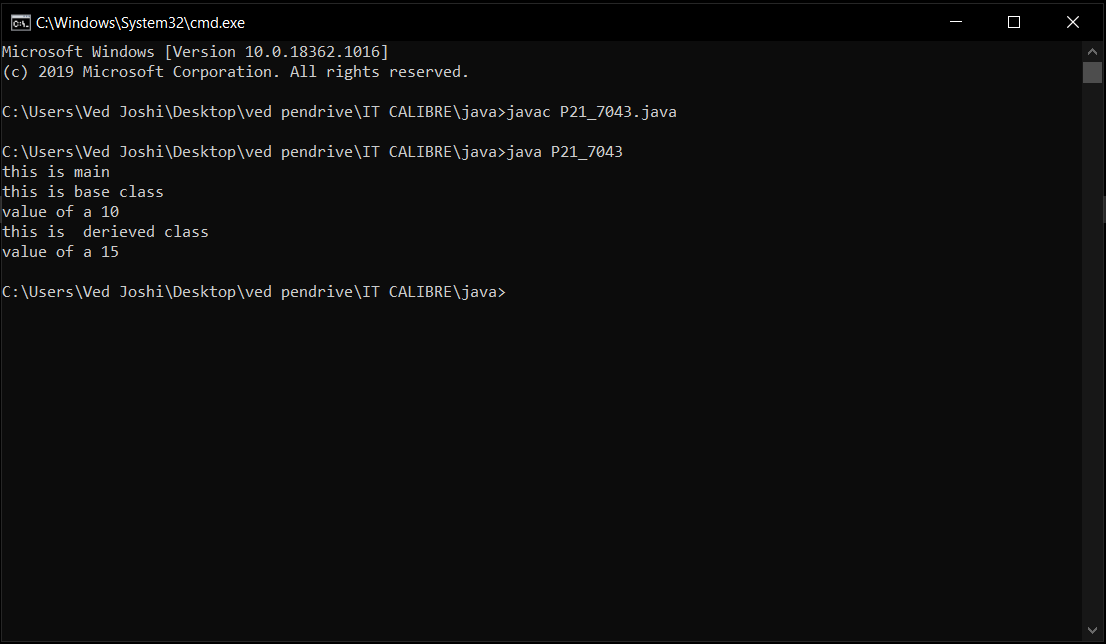 C:\Windows\System32\cmd.exe
Microsoft Windows [Version 10.0.18362.1016]
(c) 2019 Microsoft Corporation. All rights reserved.
C:\Users\Ved Joshi\Desktop\ved pendrive\IT CALIBRE\java>javac P21_7043.java
C:\Users\Ved Joshi\Desktop\ved pendrive\IT CALIBRE\java>java P21_7043
this is main
this is base class
value of a 10
this is  derieved class
value of a 15
C:\Users\Ved Joshi\Desktop\ved pendrive\IT CALIBRE\java>